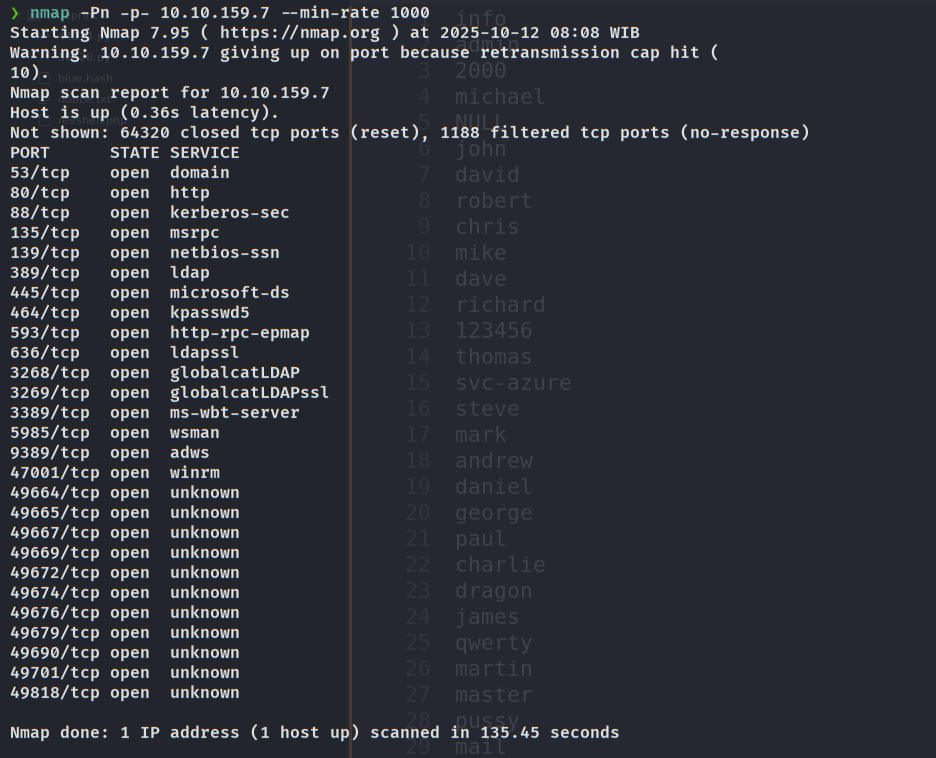 ❯ nmap -Pn -p- 10.10.159.7 --min-rate 1000
Starting Nmap 7.95 ( https://nmap.org ) at 2025-10-12 08:08 WIB
Warning: 10.10.159.7 giving up on port because retransmission cap hit (
10).
Nmap scan report for 10.10.159.7
Host is up (0.36s latency).
Not shown: 64320 closed tcp ports (reset), 1188 filtered tcp ports (no-response)
PORT STATE SERVICE
53/tcp open domain
80/tcp open http
88/tcp open kerberos-sec
135/tcp open msrpc
139/tcp open netbios-ssn
389/tcp open ldap
445/tcp open microsoft-ds
464/tcp open kpasswd5
593/tcp open http-rpc-epmap
636/tcp open ldapssl
3268/tcp open globalcatLDAP
3269/tcp open globalcatLDAPssl
3389/tcp open ms-wbt-server
5985/tcp open wsman
9389/tcp open adws
47001/tcp open winrm
49664/tcp open unknown
49665/tcp open unknown
49667/tcp open unknown
49669/tcp open unknown
49672/tcp open unknown
49674/tcp open unknown
49676/tcp open unknown
49679/tcp open unknown
49690/tcp open unknown
49701/tcp open unknown
49818/tcp open unknown
Nmap done: 1 IP address (1 host up) scanned in 135.45 seconds
blue.hash
info
admin
3 2000
4 michael
5 NULL
6 john
7 david
8 robert
9 chris
10 mike
11 dave
12 richard
13 123456
14 thomas
15 svc-azure
16 steve
17 mark
18 andrew
19 daniel
20 george
21 paul
22 charlie
23 dragon
24 james
25 qwerty
26 martin
27 master
28 pussy
29 mail